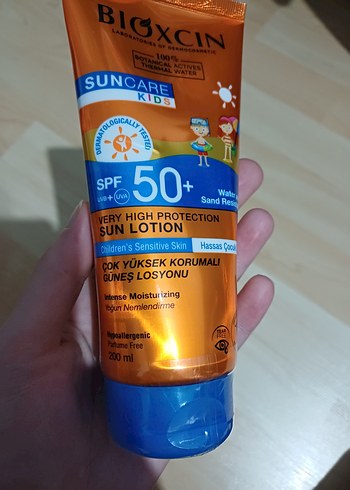 BIOXCIN
LABORATORIES OF DERMOCOSMETIC
100%
BOTANICAL ACTIVES
THERMAL WATER
SUNCARE
KIDS
DERMATOLOGICALLY TESTED
SPF 50+
UVB + UVA
Water
Sand Resis
VERY HIGH PROTECTION
SUN LOTION
Children's Sensitive Skin Hassas Çocu
ÇOK YÜKSEK KORUMALI
GÜNEŞ LOSYONU
Intense Moisturizing
Yoğun Nemlendirme
Hypoallergenic
Perfume Free
200 ml